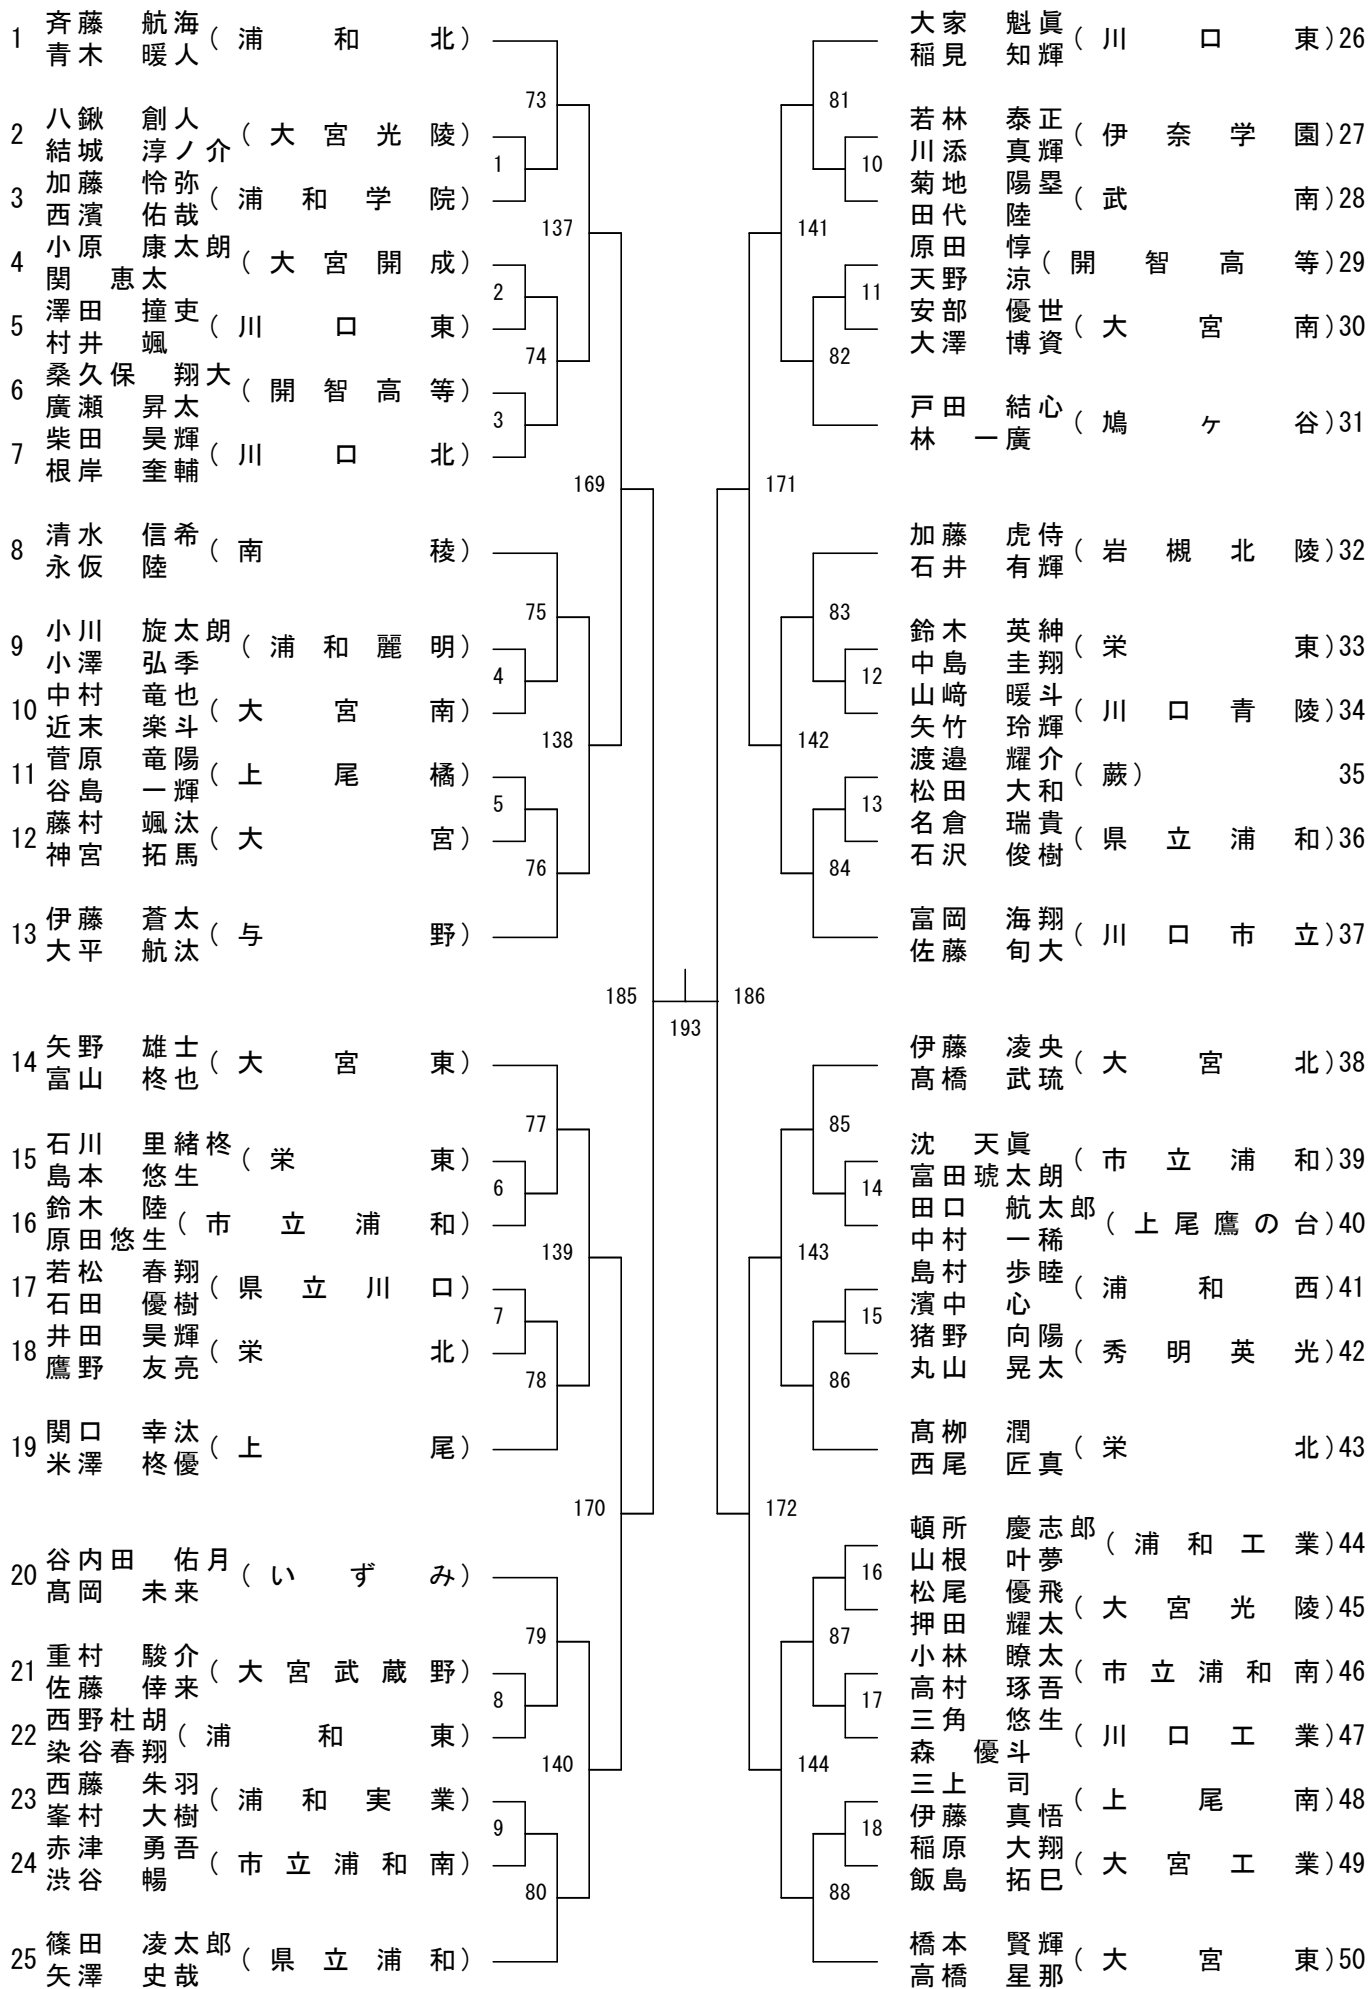 1 斉藤 航海 (浦和北)
青木 暖人
73
2 八鍬 創人 (大宮光陵)
結城 淳ノ介
1
3 加藤 怜弥 (浦和学院)
西濱 佑哉
137
4 小原 康太朗 (大宮開成)
関 恵太
2
5 澤田 撞吏 (川口東)
村井 颯
74
6 桑久保 翔大 (開智高等)
廣瀬 昇太
3
7 柴田 昊輝 (川口北)
根岸 奎輔
169
8 清水 信希 (南稜)
永仮 陸
75
9 小川 旋太朗 (浦和麗明)
小澤 弘季
4
10 中村 竜也 (大宮南)
近末 楽斗
138
11 菅原 竜陽 (上尾橘)
谷島 一輝
5
12 藤村 颯汰 (大宮)
神宮 拓馬
76
13 伊藤 蒼太 (与野)
大平 航汰
185
193
14 矢野 雄士 (大宮東)
富山 柊也
77
15 石川 里緒柊 (栄東)
島本 悠生
6
16 鈴木 陸 (市立浦和)
原田悠生
139
17 若松 春翔 (県立川口)
石田 優樹
7
18 井田 昊輝 (栄北)
鷹野 友亮
78
19 関口 幸汰 (上尾)
米澤 柊優
170
20 谷内田 佑月 (いずみ)
髙岡 未来
79
21 重村 駿介 (大宮武蔵野)
佐藤 倖来
8
22 西野杜胡 (浦和東)
染谷春翔
140
23 西藤 朱羽 (浦和実業)
峯村 大樹
9
24 赤津 勇吾 (市立浦和南)
渋谷 暢
80
25 篠田 凌太郎 (県立浦和)
矢澤 史哉
大家 魁眞 (川口東) 26
稲見 知輝
81
若林 泰正 (伊奈学園) 27
川添 真輝
10
菊地 陽塁 (武南) 28
田代 陸
141
原田 惇 (開智高等) 29
天野 涼
11
安部 優世 (大宮南) 30
大澤 博資
82
戸田 結心 (鳩ヶ谷) 31
林 一廣
171
加藤 虎侍 (岩槻北陵) 32
石井 有輝
83
鈴木 英紳 (栄東) 33
中島 圭翔
12
山﨑 暖斗 (川口青陵) 34
矢竹 玲輝
142
渡邉 耀介 (蕨) 35
松田 大和
13
名倉 瑞貴 (県立浦和) 36
石沢 俊樹
84
富岡 海翔 (川口市立) 37
佐藤 旬大
186
伊藤 凌央 (大宮北) 38
髙橋 武琉
85
沈 天眞 (市立浦和) 39
富田琥太朗
14
田口 航太郎 (上尾鷹の台) 40
中村 一稀
143
島村 歩睦 (浦和西) 41
濱中 心
15
猪野 向陽 (秀明英光) 42
丸山 晃太
86
髙栁 潤 (栄北) 43
西尾 匠真
172
頓所 慶志郎 (浦和工業) 44
山根 叶夢
16
松尾 優飛 (大宮光陵) 45
押田 耀太
87
小林 瞭太 (市立浦和南) 46
高村 琢吾
17
三角 悠生 (川口工業) 47
森 優斗
144
三上 司 (上尾南) 48
伊藤 真悟
18
稲原 大翔 (大宮工業) 49
飯島 拓巳
88
橋本 賢輝 (大宮東) 50
高橋 星那